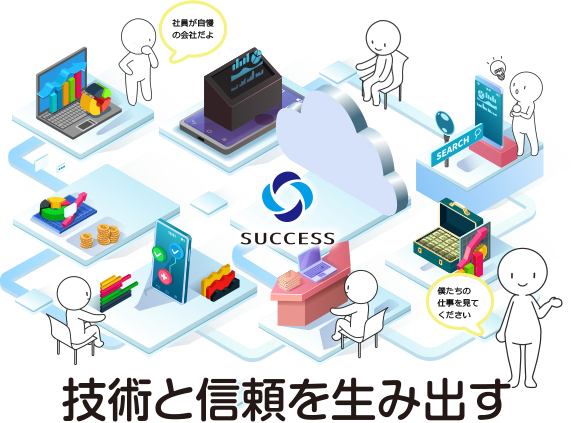 社員が自慢
の会社だよ
SEARCH
SUCCESS
僕たちの
仕事を見て
ください
技術と信頼を生み出す